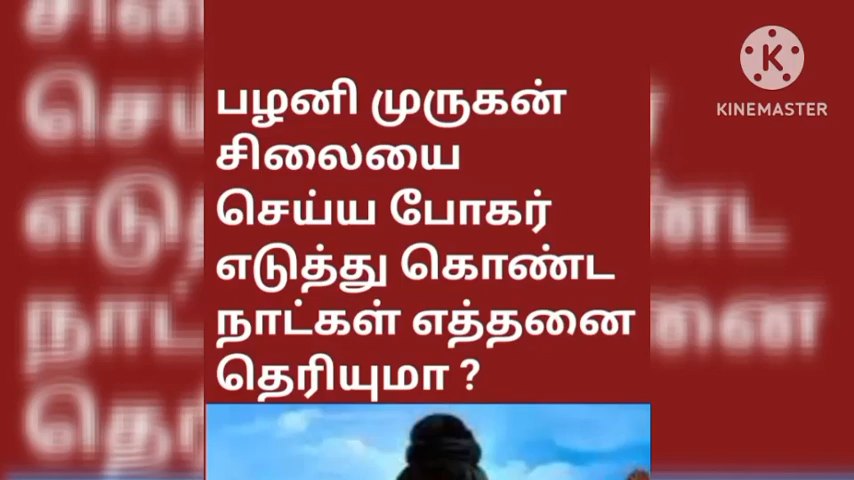 பழனி முருகன்
சிலையை
செய்ய போகர்
எடுத்து கொண்ட
நாட்கள் எத்தனை
தெரியுமா ?
KINEMASTER